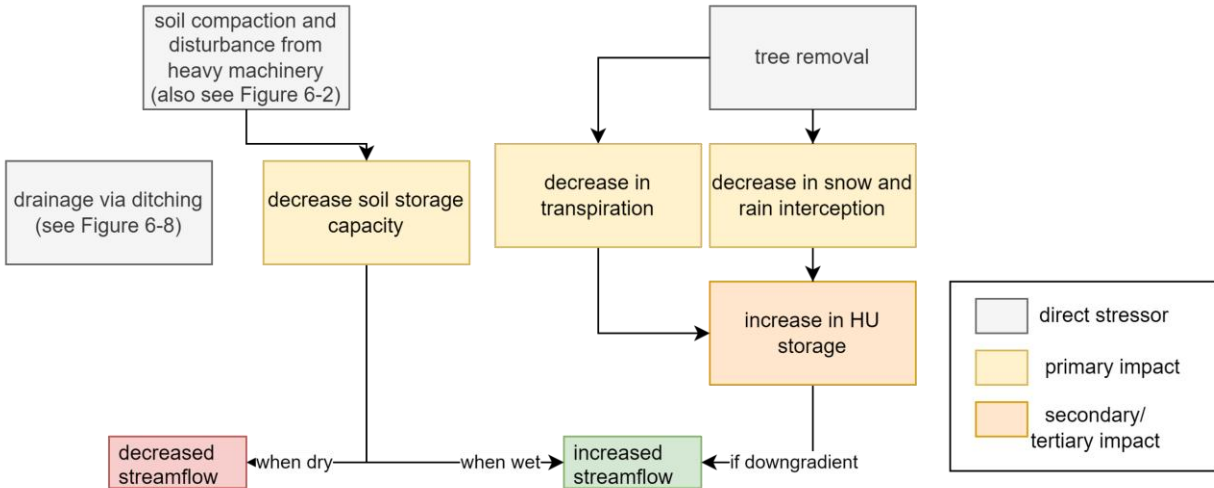 soil compaction and
disturbance from
heavy machinery
(also see Figure 6-2)
tree removal
drainage via ditching
(see Figure 6-8)
decrease soil storage
capacity
decrease in
transpiration
decrease in snow and
rain interception
increase in HU
storage
decreased
streamflow
when dry
when wet
increased
streamflow
if downgradient
direct stressor
primary impact
secondary/
tertiary impact